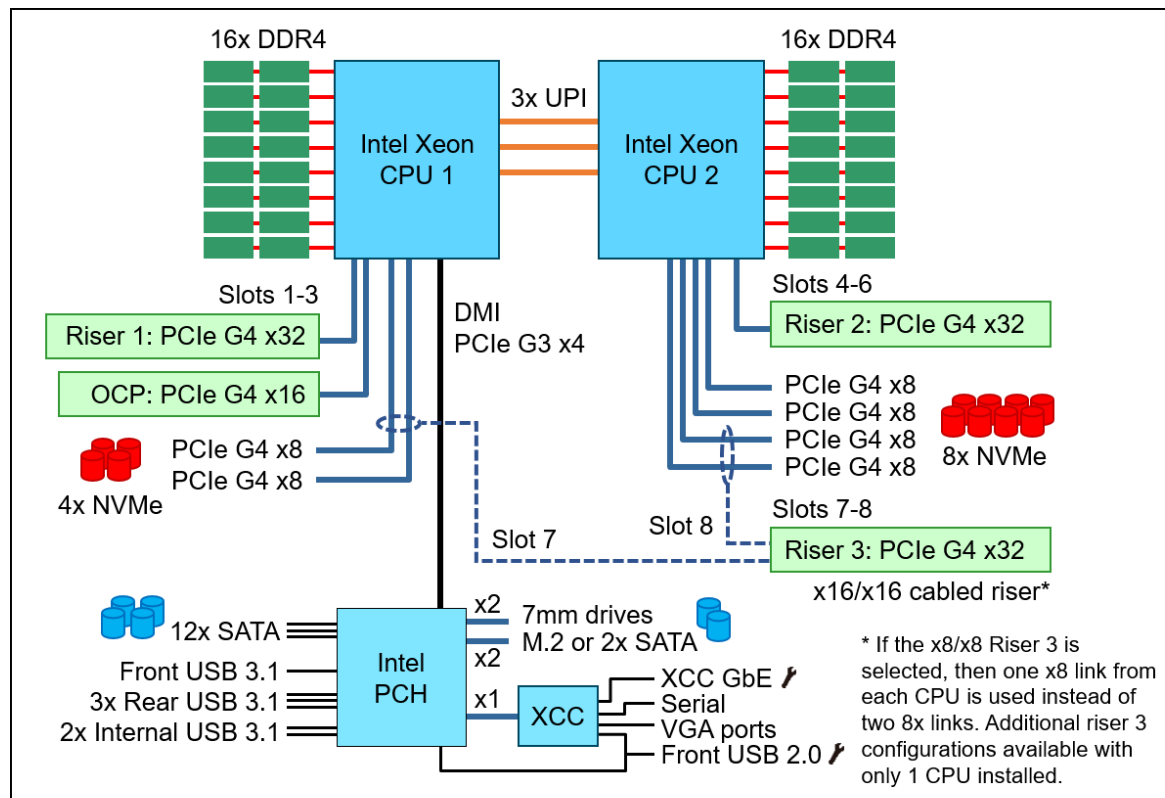 16x DDR4
16x DDR4
3x UPI
Intel Xeon
CPU 1
Intel Xeon
CPU 2
Slots 1-3
Riser 1: PCIe G4 x32
OCP: PCIe G4 x16
DMI
PCIe G3 x4
Slots 4-6
Riser 2: PCIe G4 x32
PCIe G4 x8
PCIe G4 x8
PCIe G4 x8
PCIe G4 x8
8x NVMe
PCIe G4 x8
PCIe G4 x8
4x NVMe
Slot 7
Slot 8
Slots 7-8
Riser 3: PCIe G4 x32
x16/x16 cabled riser*
12x SATA
Front USB 3.1
3x Rear USB 3.1
2x Internal USB 3.1
Intel
PCH
x2
7mm drives
M.2 or 2x SATA
x2
x1
XCC
XCC GbE
Serial
VGA ports
Front USB 2.0
* If the x8/x8 Riser 3 is
selected, then one x8 link from
each CPU is used instead of
two 8x links. Additional riser 3
configurations available with
only 1 CPU installed.